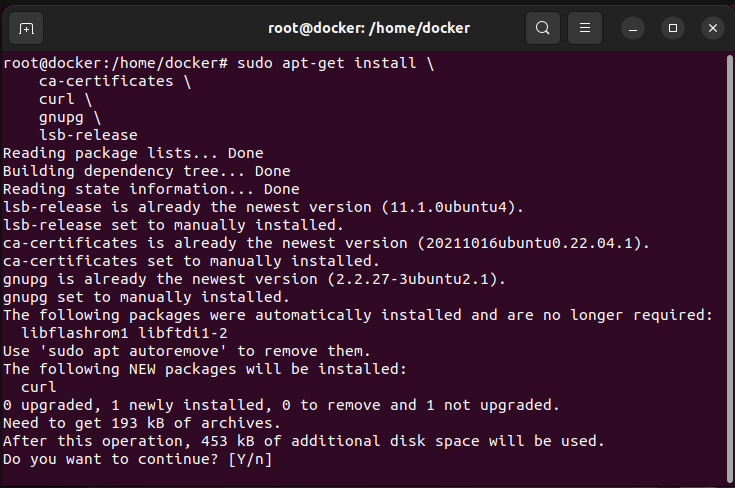 root@docker: /home/docker
root@docker:/home/docker# sudo apt-get install \
    ca-certificates \
    curl \
    gnupg \
    lsb-release
Reading package lists... Done
Building dependency tree... Done
Reading state information... Done
lsb-release is already the newest version (11.1.0ubuntu4).
lsb-release set to manually installed.
ca-certificates is already the newest version (20211016ubuntu0.22.04.1).
ca-certificates set to manually installed.
gnupg is already the newest version (2.2.27-3ubuntu2.1).
gnupg set to manually installed.
The following packages were automatically installed and are no longer required:
  libflashrom1 libftdi1-2
Use 'sudo apt autoremove' to remove them.
The following NEW packages will be installed:
  curl
0 upgraded, 1 newly installed, 0 to remove and 1 not upgraded.
Need to get 193 kB of archives.
After this operation, 453 kB of additional disk space will be used.
Do you want to continue? [Y/n]